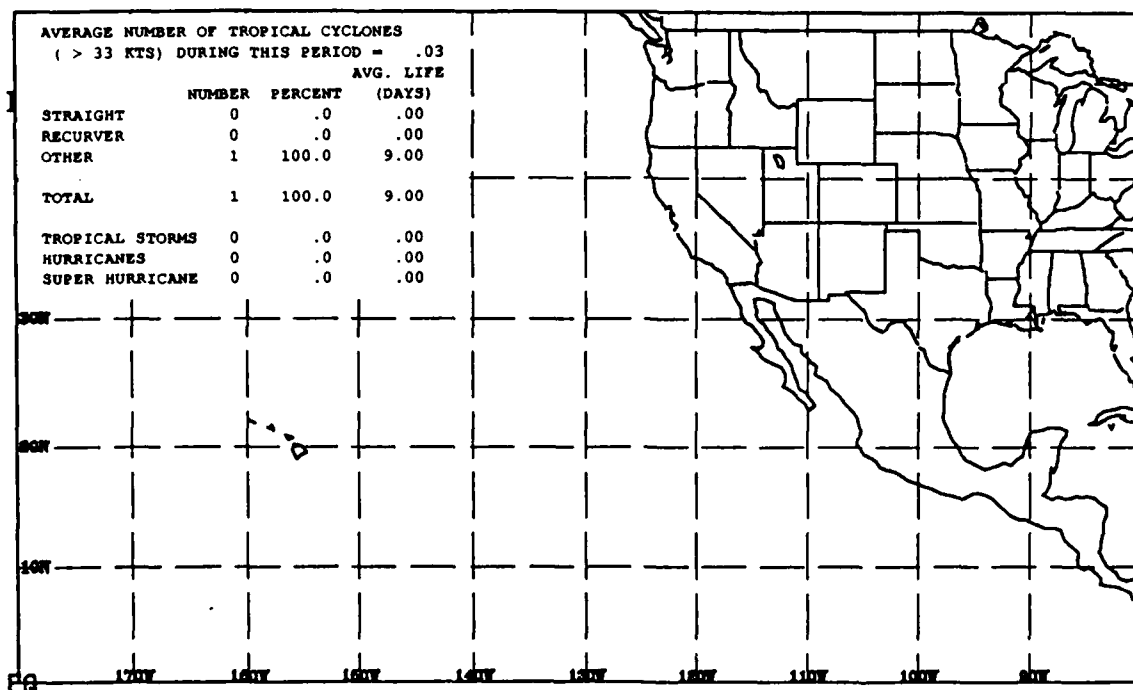 AVERAGE NUMBER OF TROPICAL CYCLONES
( > 33 KTS) DURING THIS PERIOD = .03
AVG. LIFE
NUMBER PERCENT (DAYS)
STRAIGHT 0 .0 .00
RECURVER 0 .0 .00
OTHER 1 100.0 9.00
TOTAL 1 100.0 9.00
TROPICAL STORMS 0 .0 .00
HURRICANES 0 .0 .00
SUPER HURRICANE 0 .0 .00
30N
20N
10N
170W 160W 150W 140W 130W 120W 110W 100W 90W
EQ